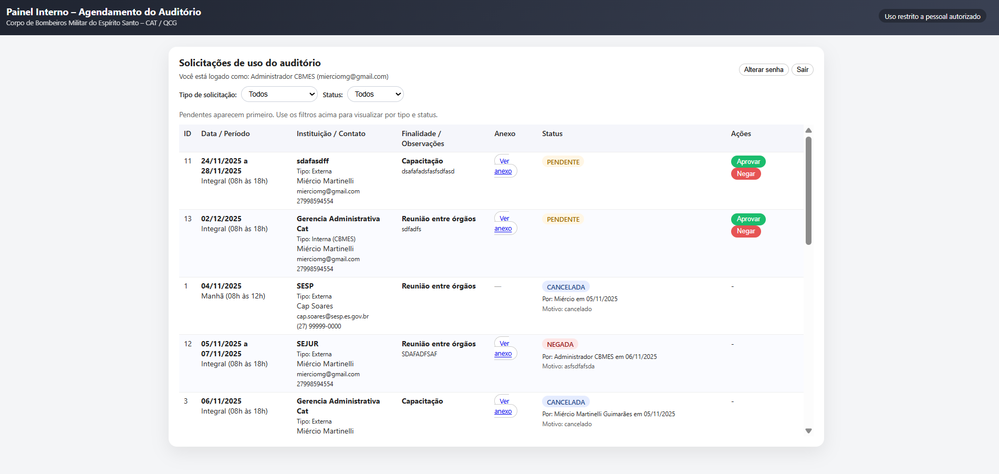 Painel Interno – Agendamento do Auditório
Corpo de Bombeiros Militar do Espírito Santo – CAT / QCG
Uso restrito a pessoal autorizado
Solicitações de uso do auditório
Você está logado como: Administrador CBMES (mierciomg@gmail.com)
Alterar senha
Sair
Tipo de solicitação: Todos Status: Todos
Pendentes aparecem primeiro. Use os filtros acima para visualizar por tipo e status.
ID
Data / Período
Instituição / Contato
Finalidade /
Observações
Anexo
Status
Ações
11
24/11/2025 a
28/11/2025
Integral (08h às 18h)
sdafasdff
Tipo: Externa
Miércio Martinelli
mierciomg@gmail.com
27998594554
Capacitação
dsafafadsfasfsdfasd
Ver
anexo
PENDENTE
Aprovar
Negar
13
02/12/2025
Integral (08h às 18h)
Gerencia Administrativa
Cat
Tipo: Interna (CBMES)
Miércio Martinelli
mierciomg@gmail.com
27998594554
Reunião entre órgãos
sdfadfs
Ver
anexo
PENDENTE
Aprovar
Negar
1
04/11/2025
Manhã (08h às 12h)
SESP
Tipo: Externa
Cap Soares
cap.soares@sesp.es.gov.br
(27) 99999-0000
Reunião entre órgãos
—
CANCELADA
Por: Miércio em 05/11/2025
Motivo: cancelado
-
12
05/11/2025 a
07/11/2025
Integral (08h às 18h)
SEJUR
Tipo: Externa
Miércio Martinelli
mierciomg@gmail.com
27998594554
Reunião entre órgãos
SDAFADFSAF
Ver
anexo
NEGADA
Por: Administrador CBMES em 06/11/2025
Motivo: asfsdfafsda
-
3
06/11/2025
Integral (08h às 18h)
Gerencia Administrativa
Cat
Tipo: Externa
Miércio Martinelli
Capacitação
Ver
anexo
CANCELADA
Por: Miércio Martinelli Guimarães em 05/11/2025
Motivo: cancelado
-